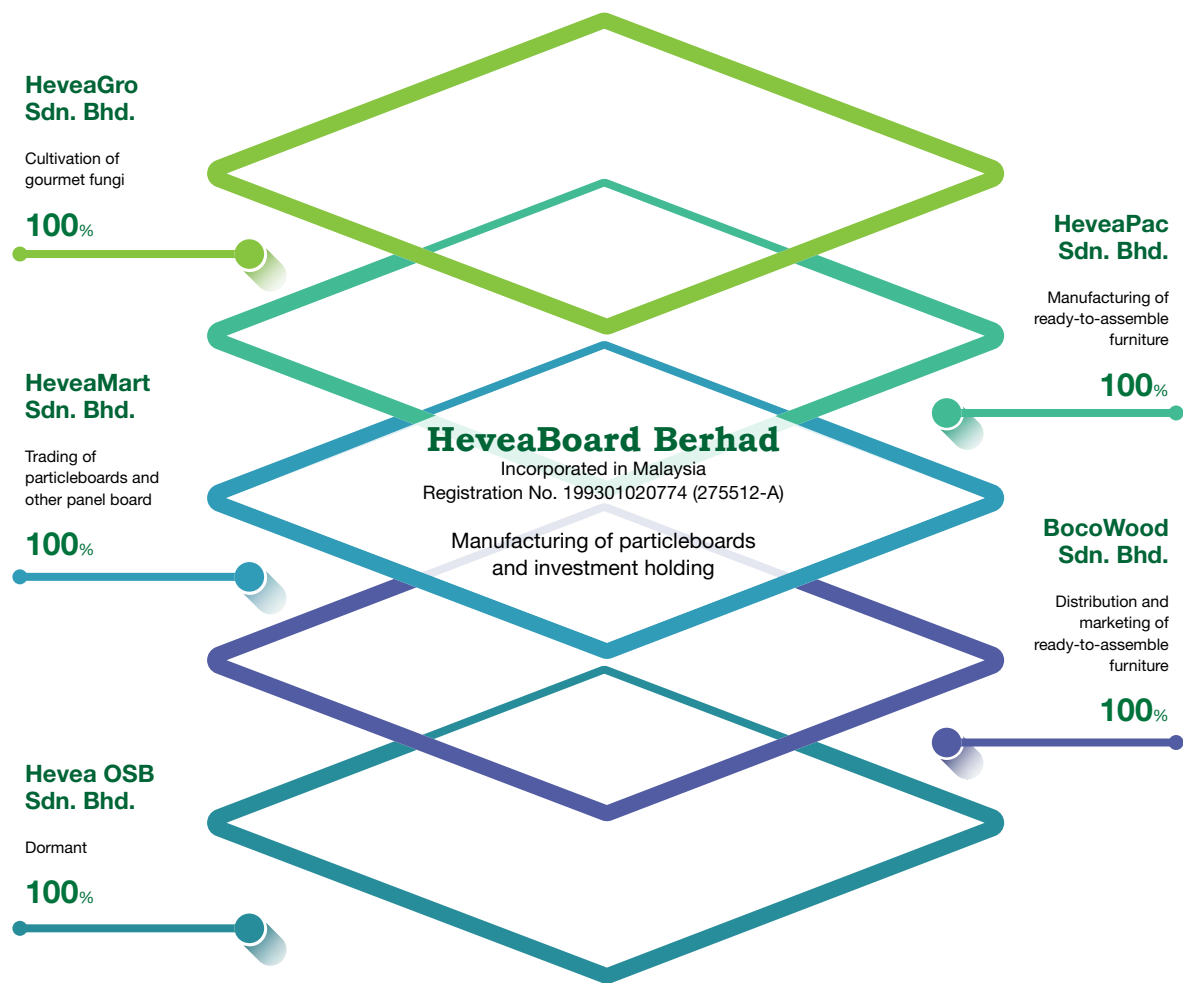 HeveaGro
Sdn. Bhd.
Cultivation of
gourmet fungi
100%
HeveaPac
Sdn. Bhd.
Manufacturing of
ready-to-assemble
furniture
100%
HeveaMart
Sdn. Bhd.
Trading of
particleboards and
other panel board
100%
HeveaBoard Berhad
Incorporated in Malaysia
Registration No. 199301020774 (275512-A)
Manufacturing of particleboards
and investment holding
BocoWood
Sdn. Bhd.
Distribution and
marketing of
ready-to-assemble
furniture
100%
Hevea OSB
Sdn. Bhd.
Dormant
100%